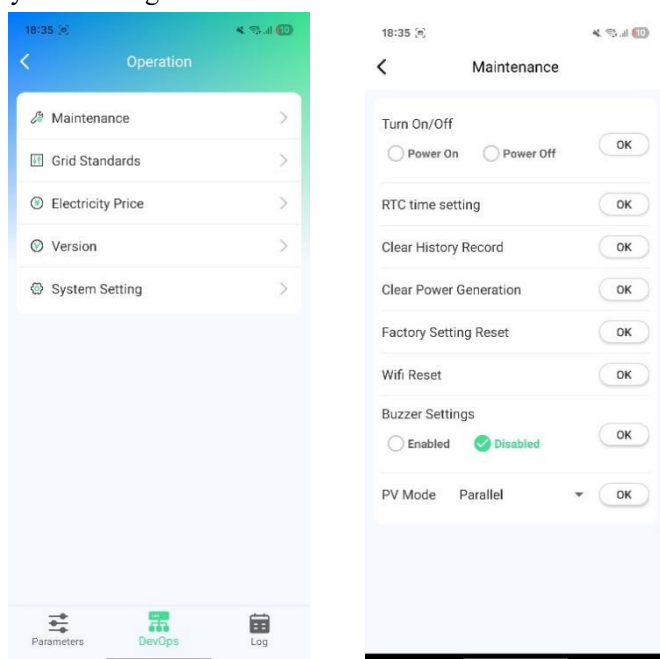 18:35
10
Operation
Maintenance
Grid Standards
Electricity Price
Version
System Setting
Parameters
DevOps
Log
18:35
10
Maintenance
Turn On/Off
Power On Power Off OK
RTC time setting OK
Clear History Record OK
Clear Power Generation OK
Factory Setting Reset OK
Wifi Reset OK
Buzzer Settings
Enabled Disabled OK
PV Mode Parallel OK